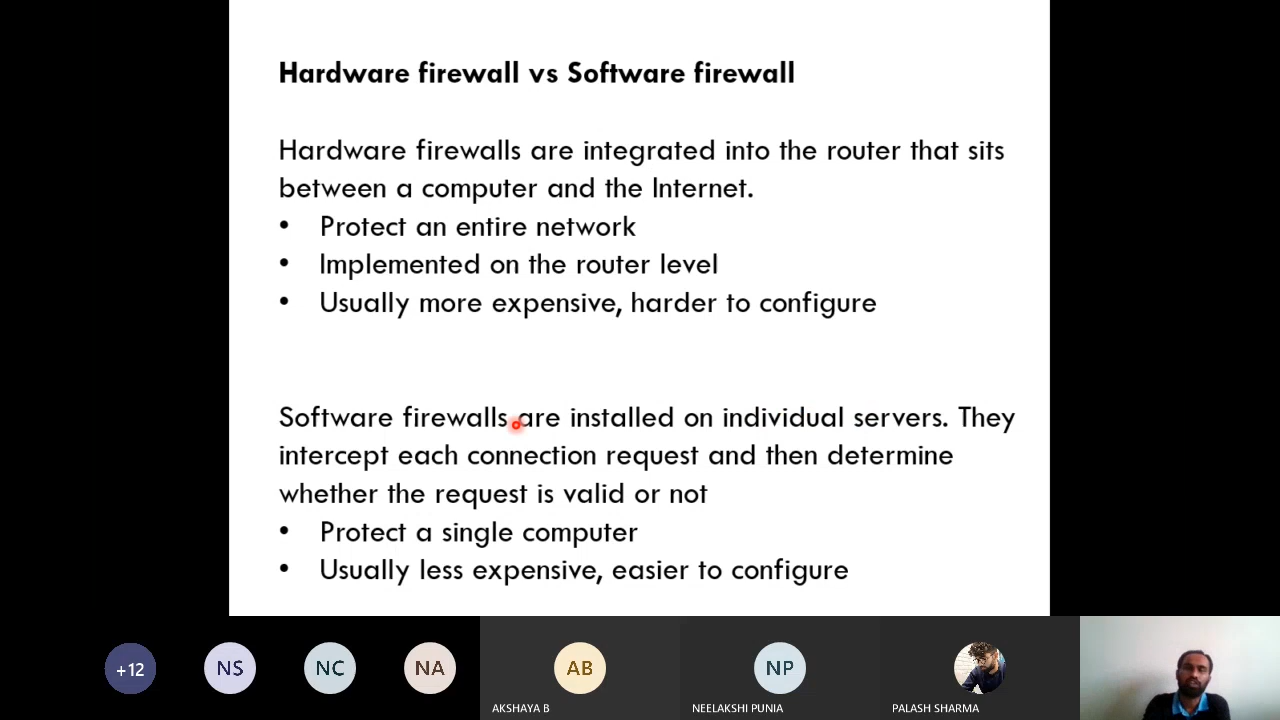 Hardware firewall vs Software firewall
Hardware firewalls are integrated into the router that sits
between a computer and the Internet.
• Protect an entire network
• Implemented on the router level
• Usually more expensive, harder to configure
Software firewalls are installed on individual servers. They
intercept each connection request and then determine
whether the request is valid or not
• Protect a single computer
• Usually less expensive, easier to configure
+12
NS
NC
NA
AB
NP
AKSHAYA B
NEELAKSHI PUNIA
PALASH SHARMA